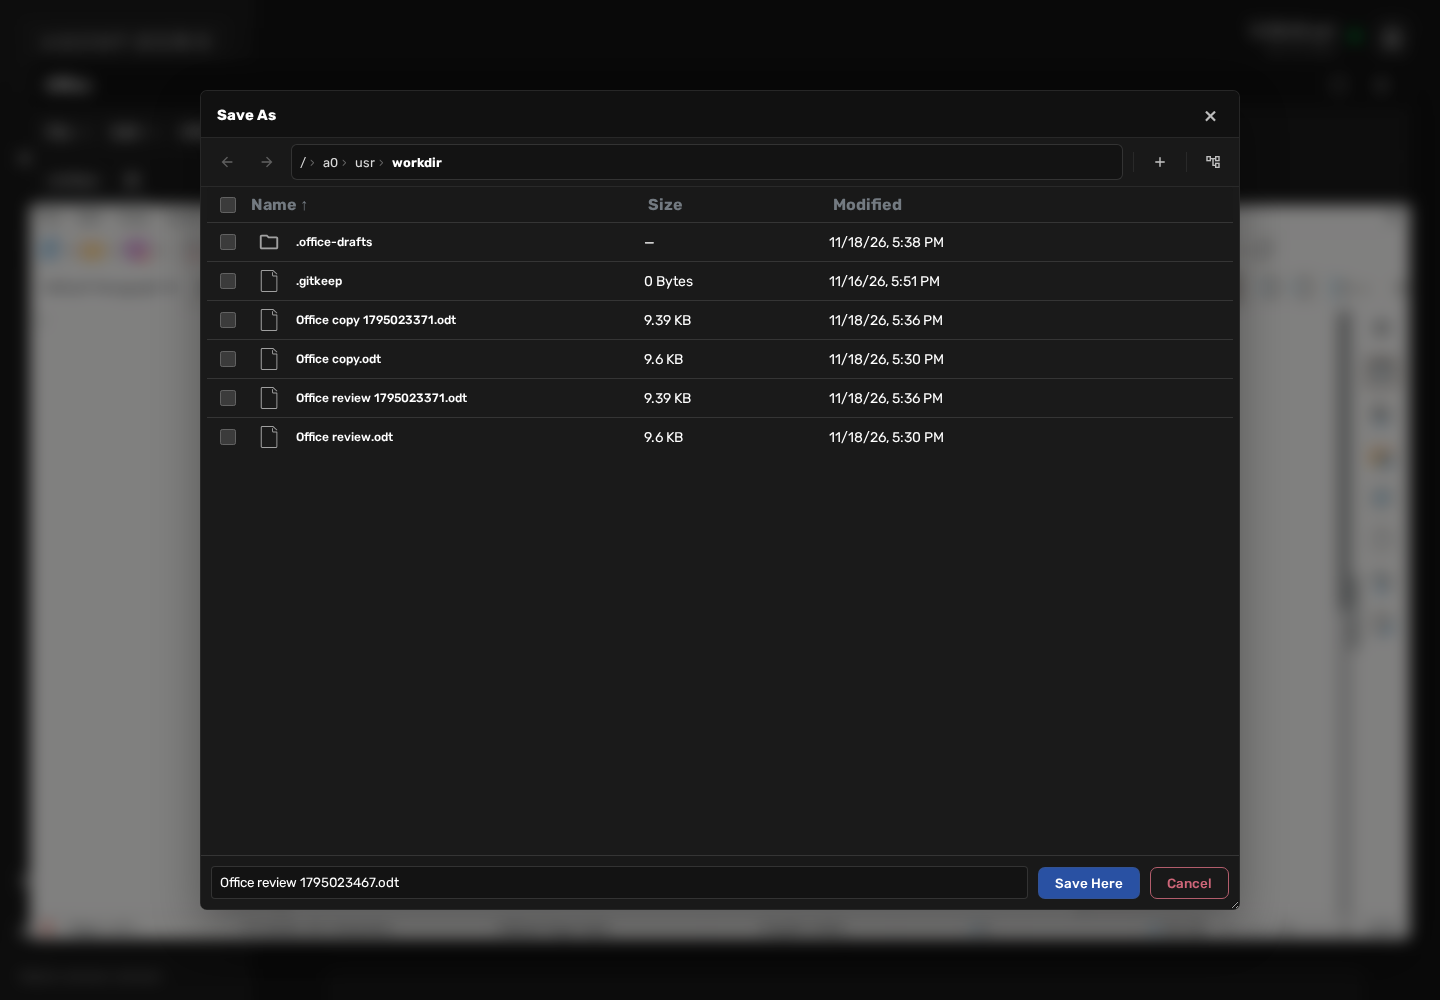 Save As
/ › a0 › usr › workdir
Name ↑ Size Modified
.office-drafts – 11/18/26, 5:38 PM
.gitkeep 0 Bytes 11/16/26, 5:51 PM
Office copy 1795023371.odt 9.39 KB 11/18/26, 5:36 PM
Office copy.odt 9.6 KB 11/18/26, 5:30 PM
Office review 1795023371.odt 9.39 KB 11/18/26, 5:36 PM
Office review.odt 9.6 KB 11/18/26, 5:30 PM
Office review 1795023467.odt Save Here Cancel